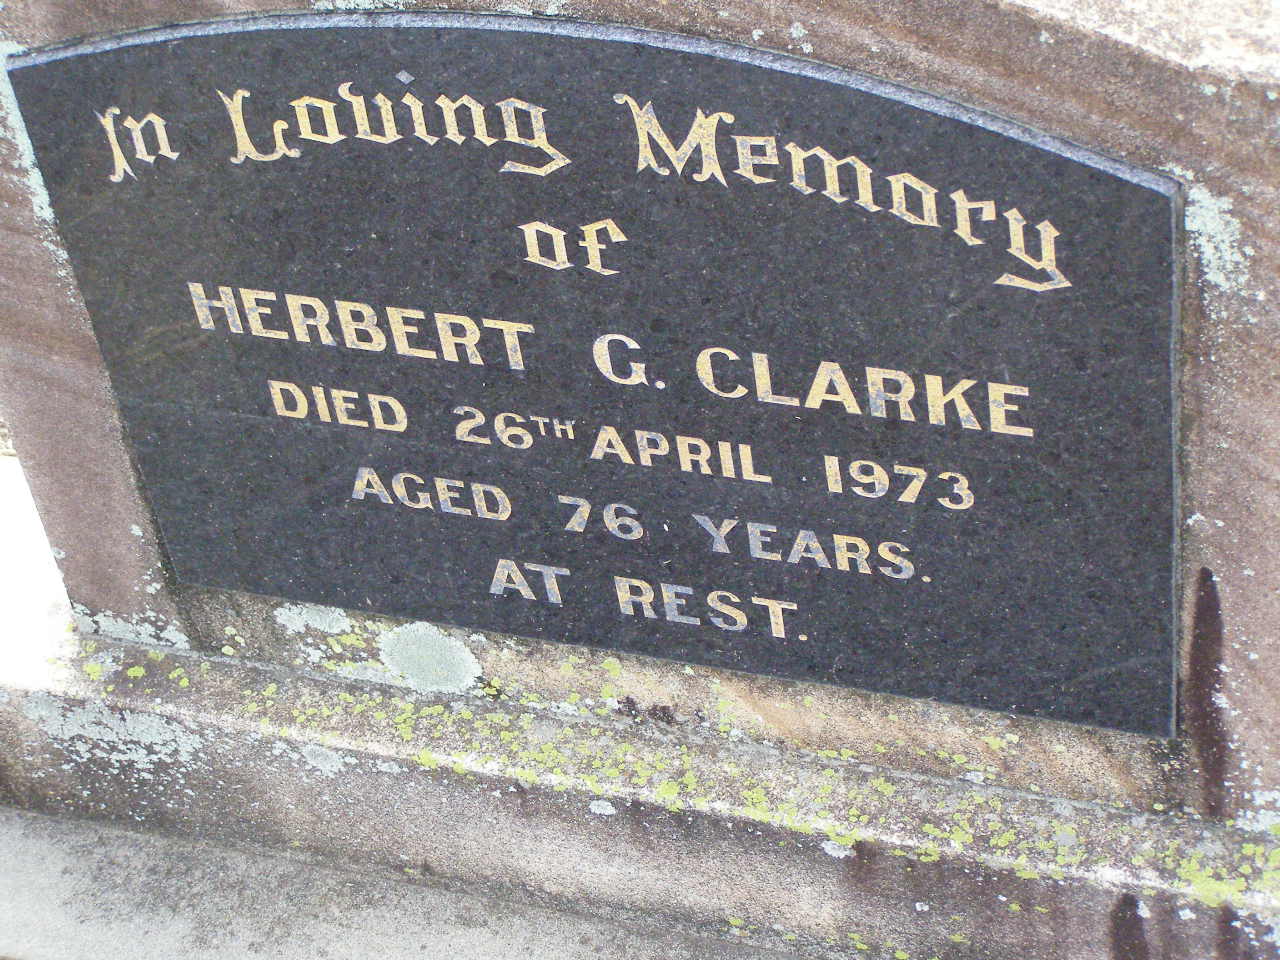 In Loving Memory
of
HERBERT G. CLARKE
DIED 26TH APRIL 1973
AGED 76 YEARS.
AT REST.